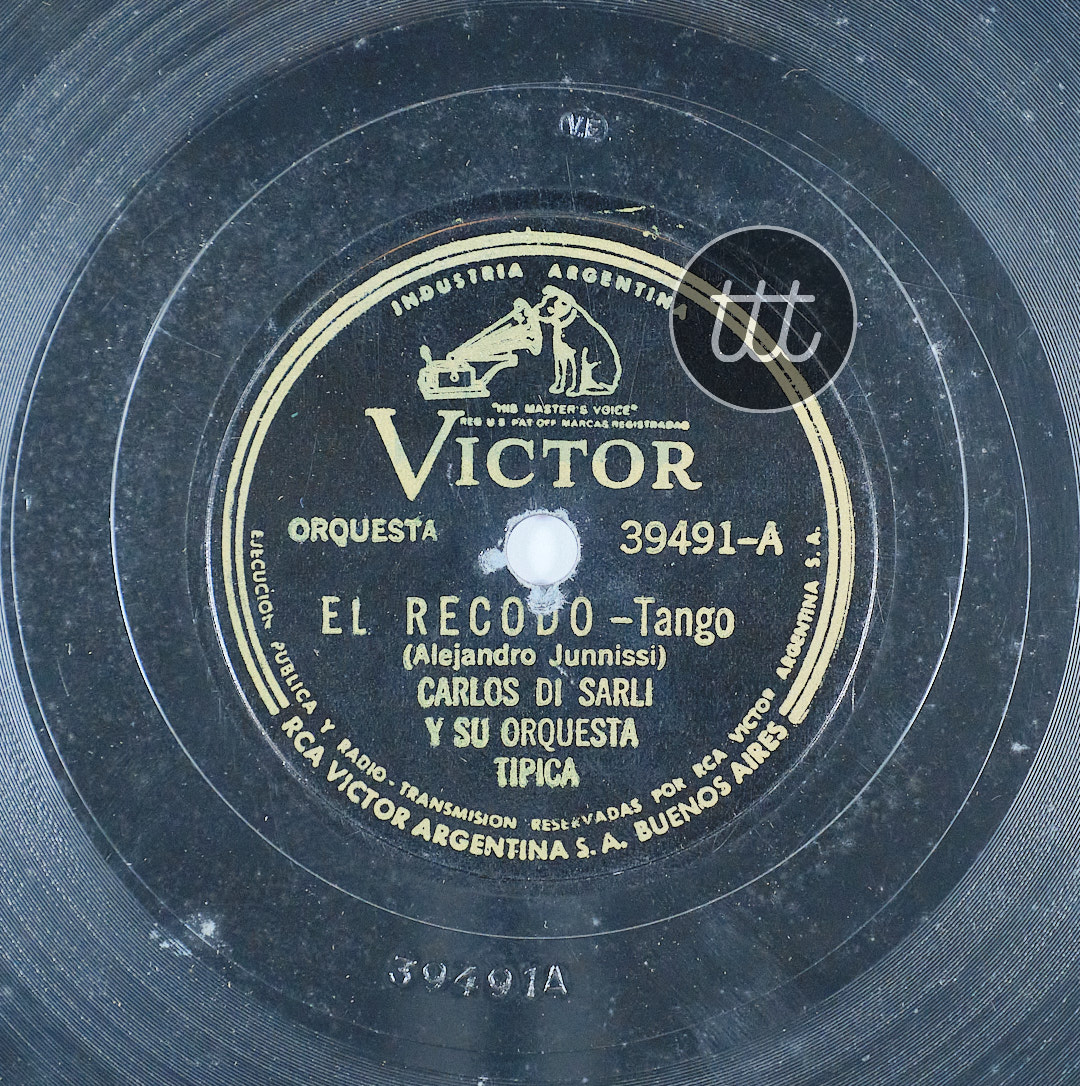 VE
INDUSTRIA ARGENTINA
ttt
"HIS MASTER'S VOICE"
REG U S PAT OFF MARCAS REGISTRADAS
VICTOR
ORQUESTA
39491-A
EL RECODO -Tango
(Alejandro Junnissi)
CARLOS DI SARLI
Y SU ORQUESTA
TIPICA
EJECUCION PUBLICA Y RADIO-TRANSMISION RESERVADAS POR RCA VICTOR ARGENTINA S. A.
RCA VICTOR ARGENTINA S. A. BUENOS AIRES
39491A